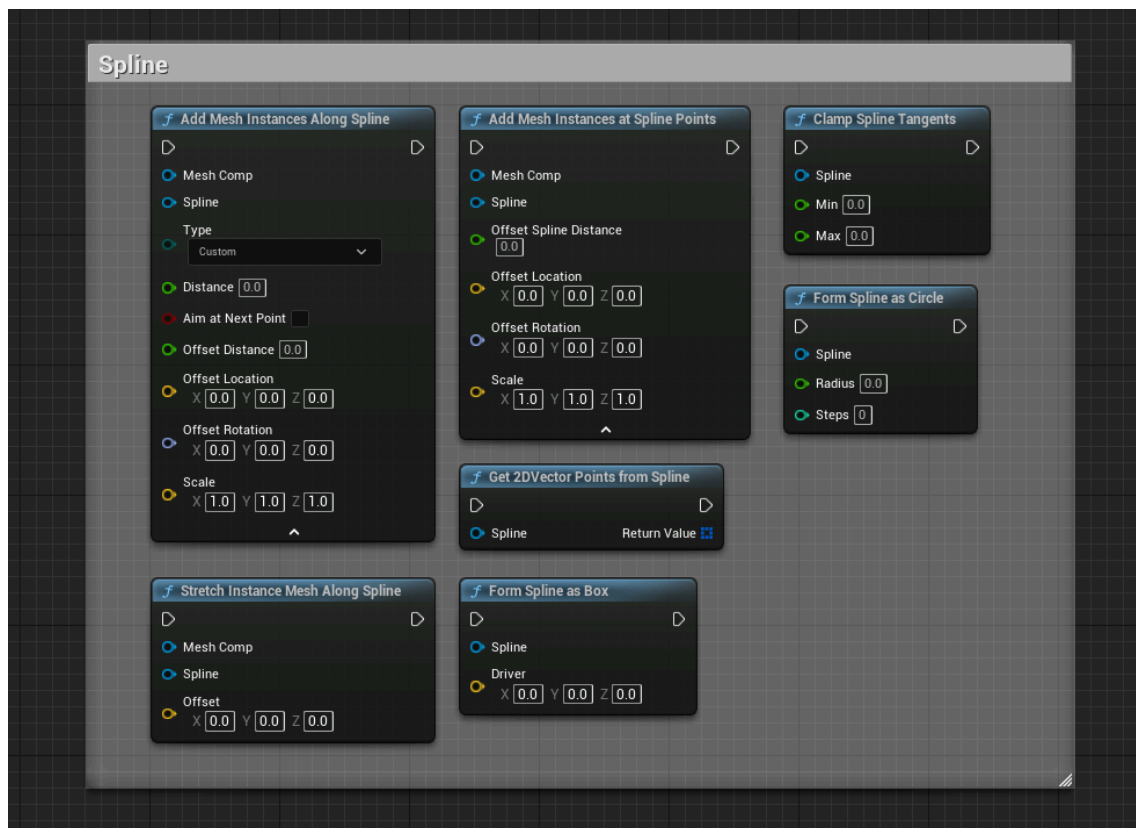 Spline
Add Mesh Instances Along Spline
Mesh Comp
Spline
Type
Custom
Distance 0.0
Aim at Next Point
Offset Distance 0.0
Offset Location
X 0.0 Y 0.0 Z 0.0
Offset Rotation
X 0.0 Y 0.0 Z 0.0
Scale
X 1.0 Y 1.0 Z 1.0
Add Mesh Instances at Spline Points
Mesh Comp
Spline
Offset Spline Distance
0.0
Offset Location
X 0.0 Y 0.0 Z 0.0
Offset Rotation
X 0.0 Y 0.0 Z 0.0
Scale
X 1.0 Y 1.0 Z 1.0
Clamp Spline Tangents
Spline
Min 0.0
Max 0.0
Form Spline as Circle
Spline
Radius 0.0
Steps 0
Get 2DVector Points from Spline
Spline Return Value
Stretch Instance Mesh Along Spline
Mesh Comp
Spline
Offset
X 0.0 Y 0.0 Z 0.0
Form Spline as Box
Spline
Driver
X 0.0 Y 0.0 Z 0.0